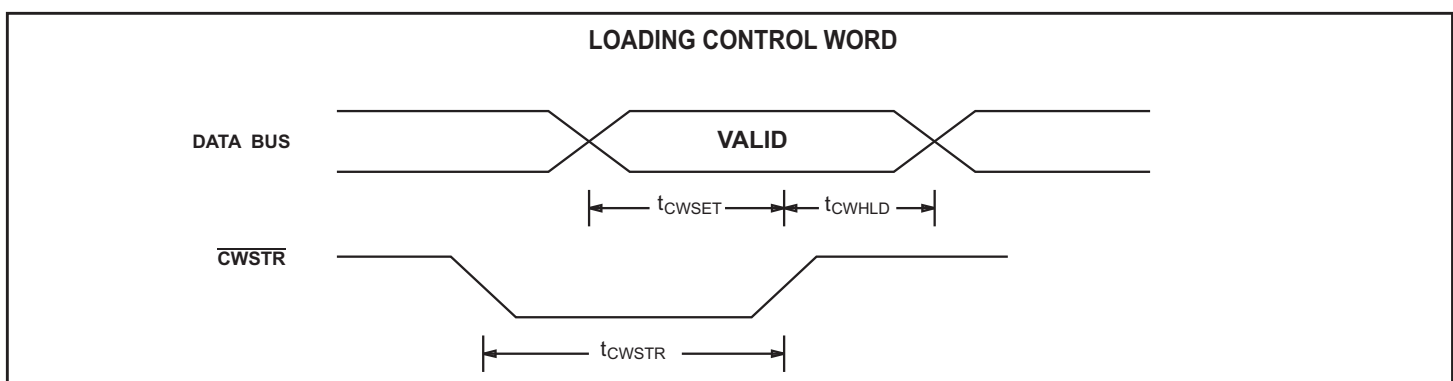 LOADING CONTROL WORD
DATA BUS
VALID
tCWSET
tCWHLD
CWSTR
tCWSTR